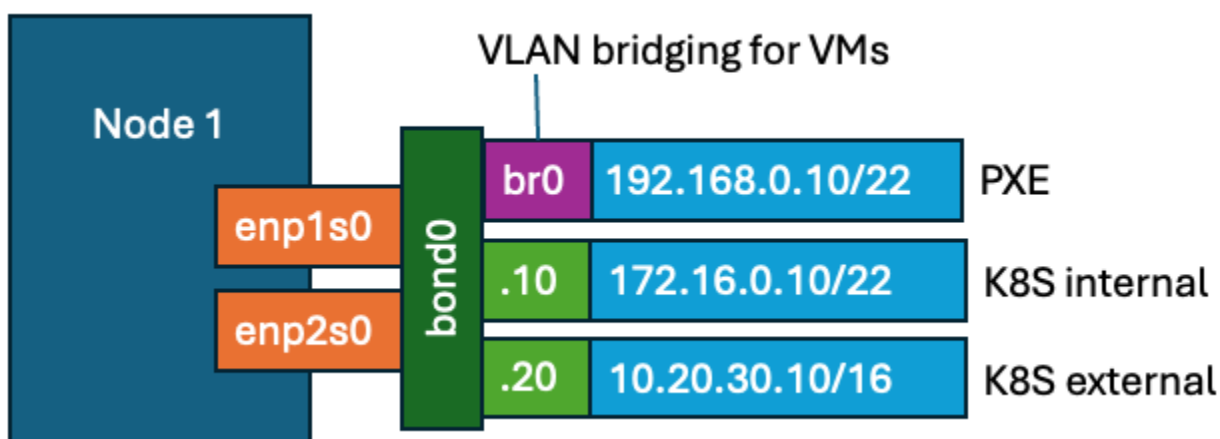 VLAN bridging for VMs
Node 1
br0 192.168.0.10/22 PXE
enp1s0
bond0
.10 172.16.0.10/22 K8S internal
enp2s0
.20 10.20.30.10/16 K8S external